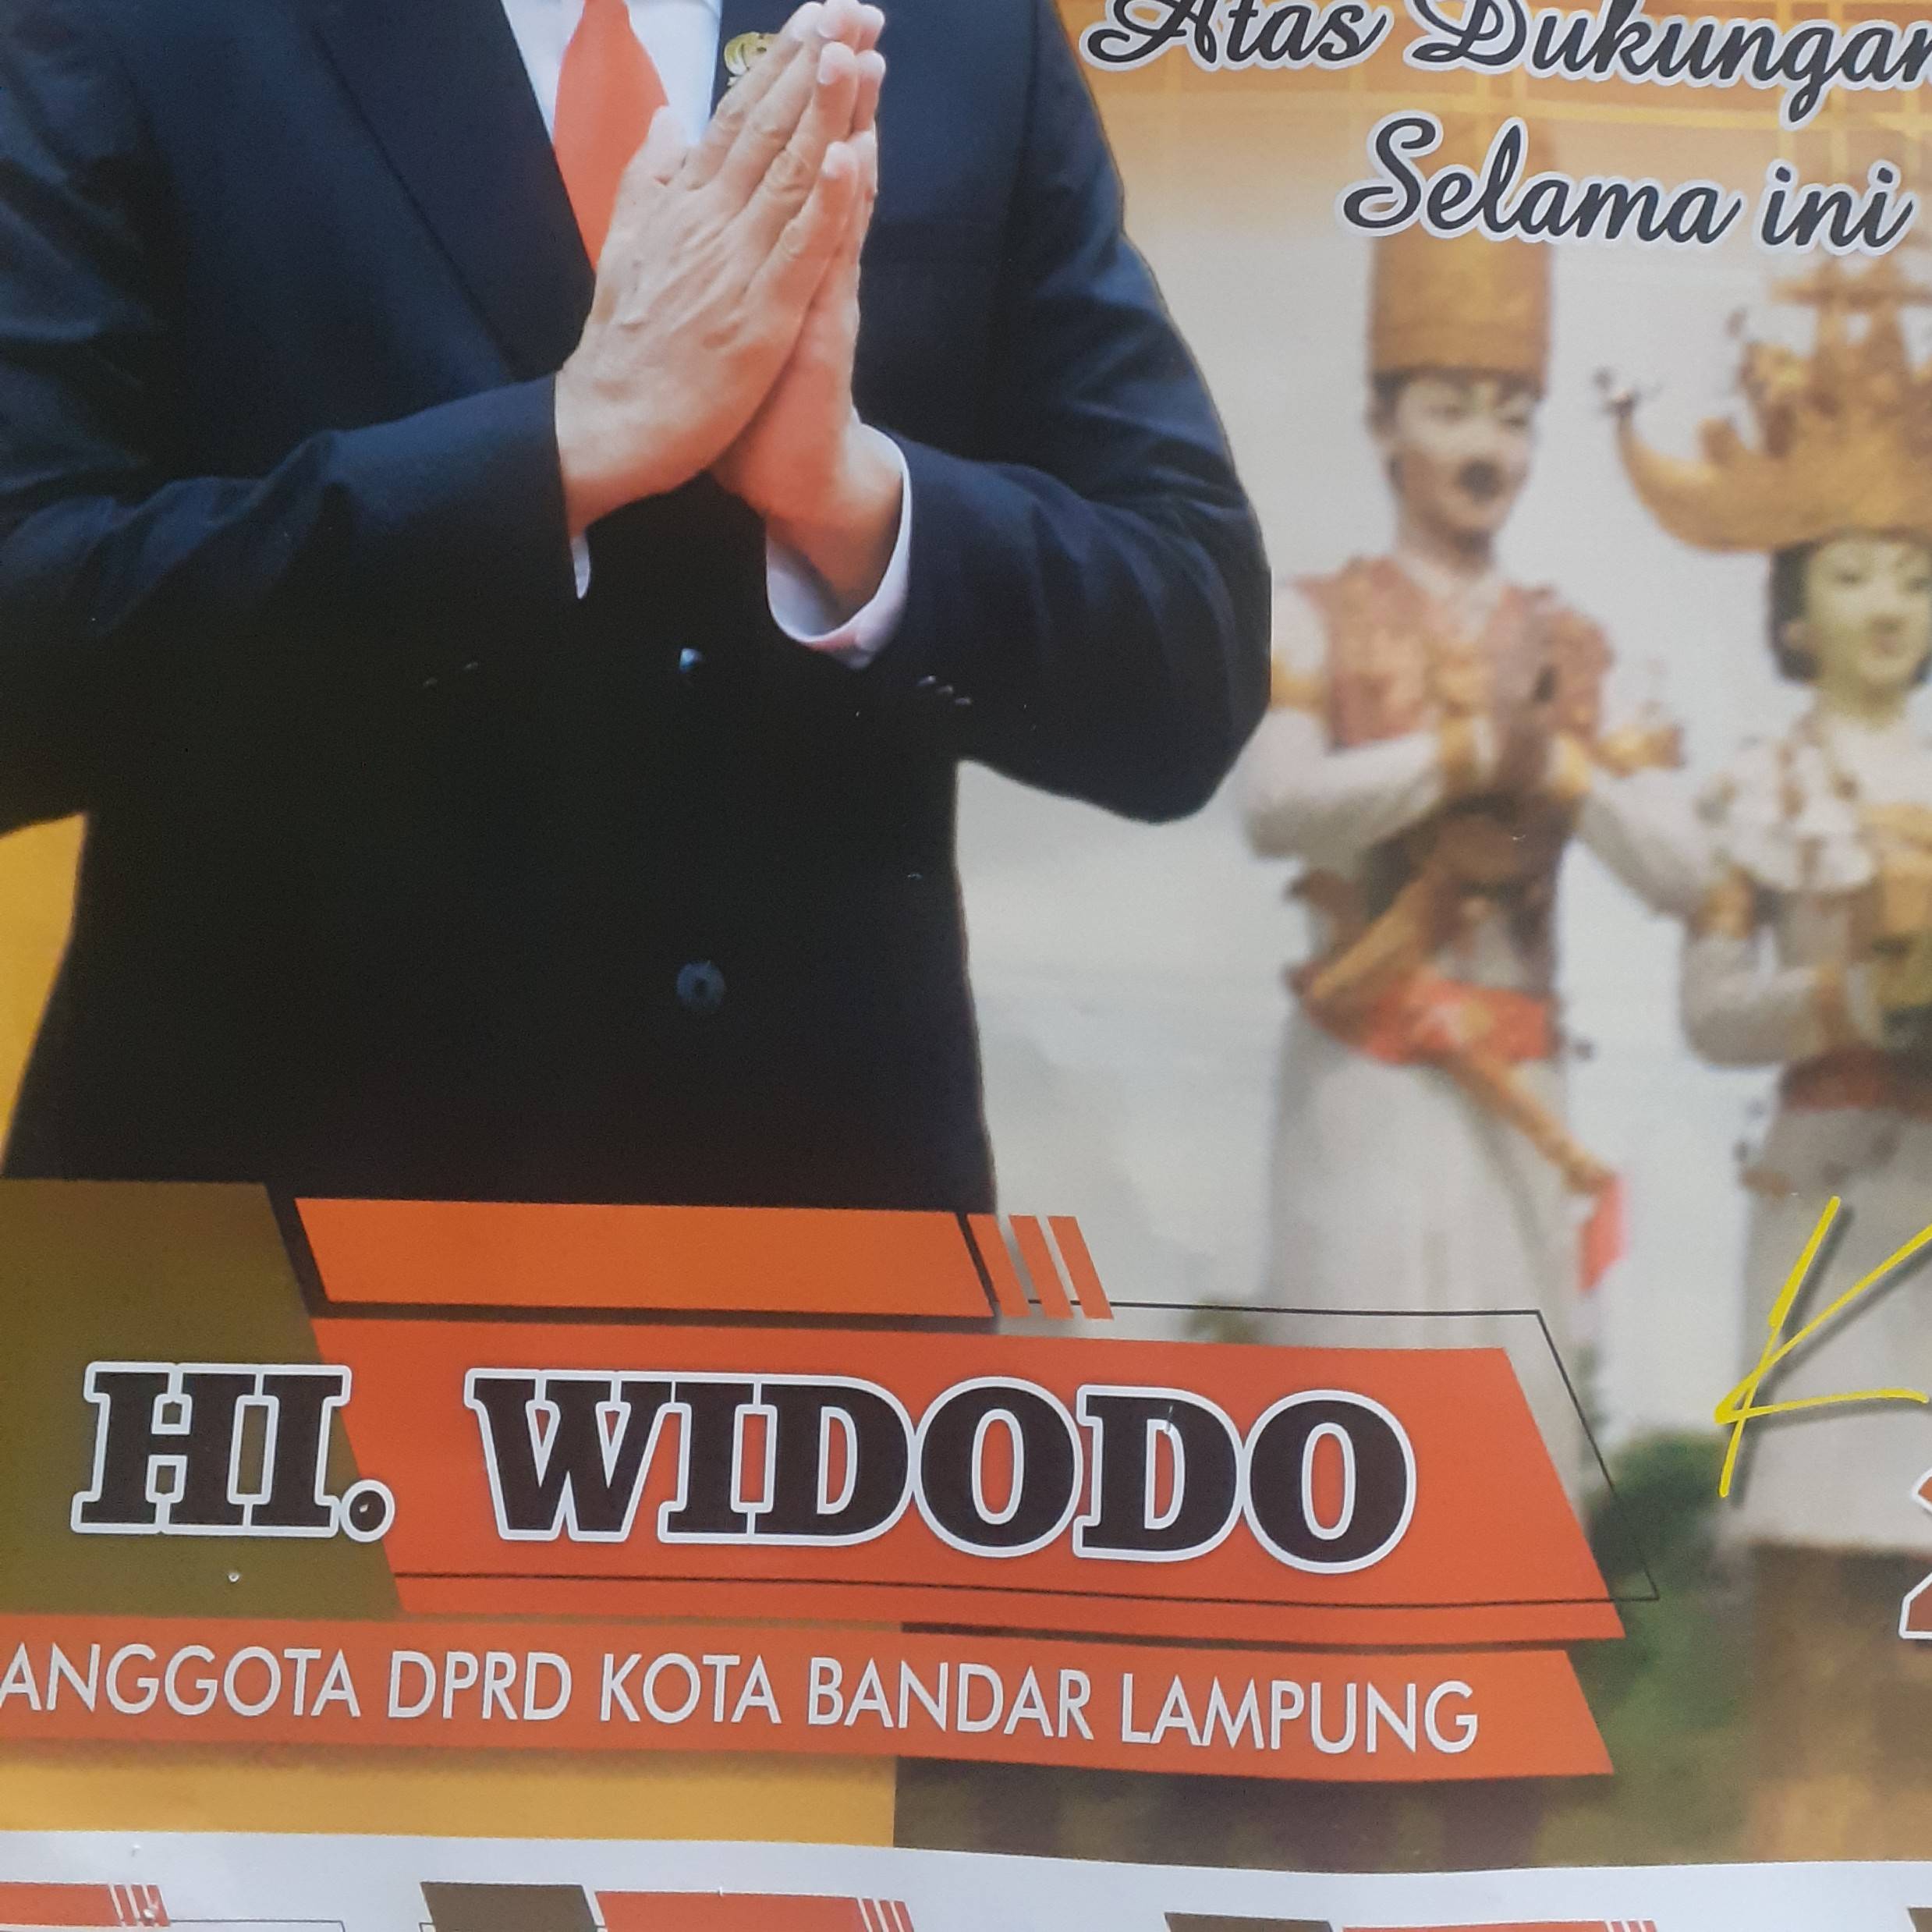 Atas Dukungan
Selama ini
HI. WIDODO
ANGGOTA DPRD KOTA BANDAR LAMPUNG